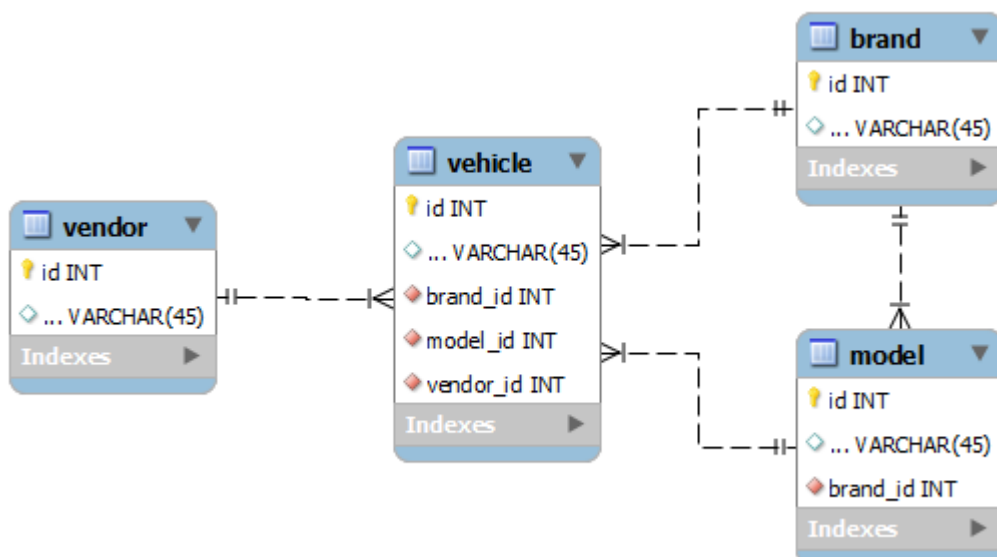 vendor
id INT
... VARCHAR(45)
Indexes
vehicle
id INT
... VARCHAR(45)
brand_id INT
model_id INT
vendor_id INT
Indexes
brand
id INT
... VARCHAR(45)
Indexes
model
id INT
... VARCHAR(45)
brand_id INT
Indexes